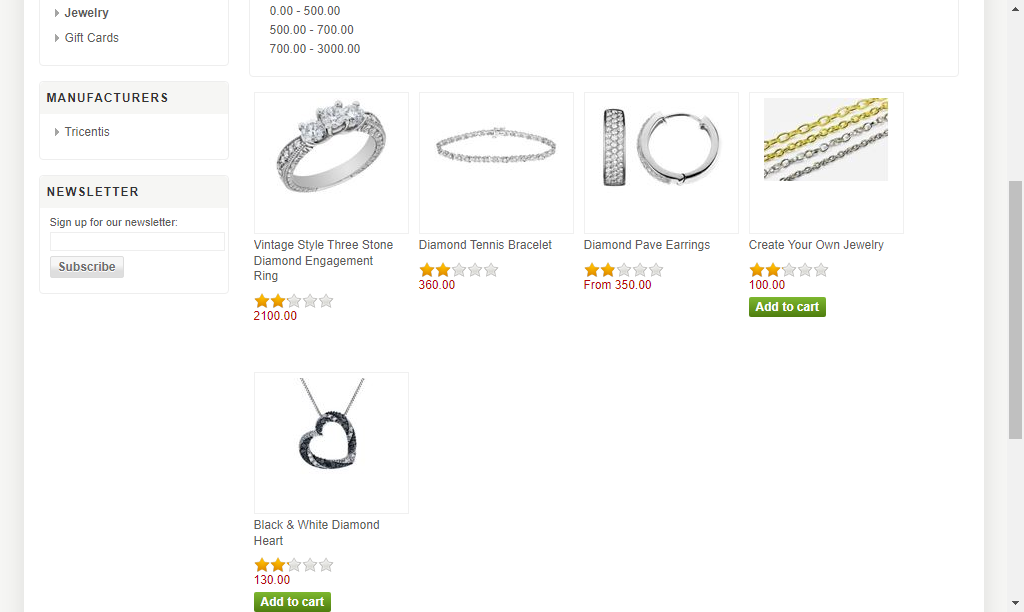 Jewelry
Gift Cards
MANUFACTURERS
Tricentis
NEWSLETTER
Sign up for our newsletter:
Subscribe
0.00 - 500.00
500.00 - 700.00
700.00 - 3000.00
Vintage Style Three Stone
Diamond Engagement
Ring
2100.00
Diamond Tennis Bracelet
360.00
Diamond Pave Earrings
From 350.00
Create Your Own Jewelry
100.00
Add to cart
Black & White Diamond
Heart
130.00
Add to cart